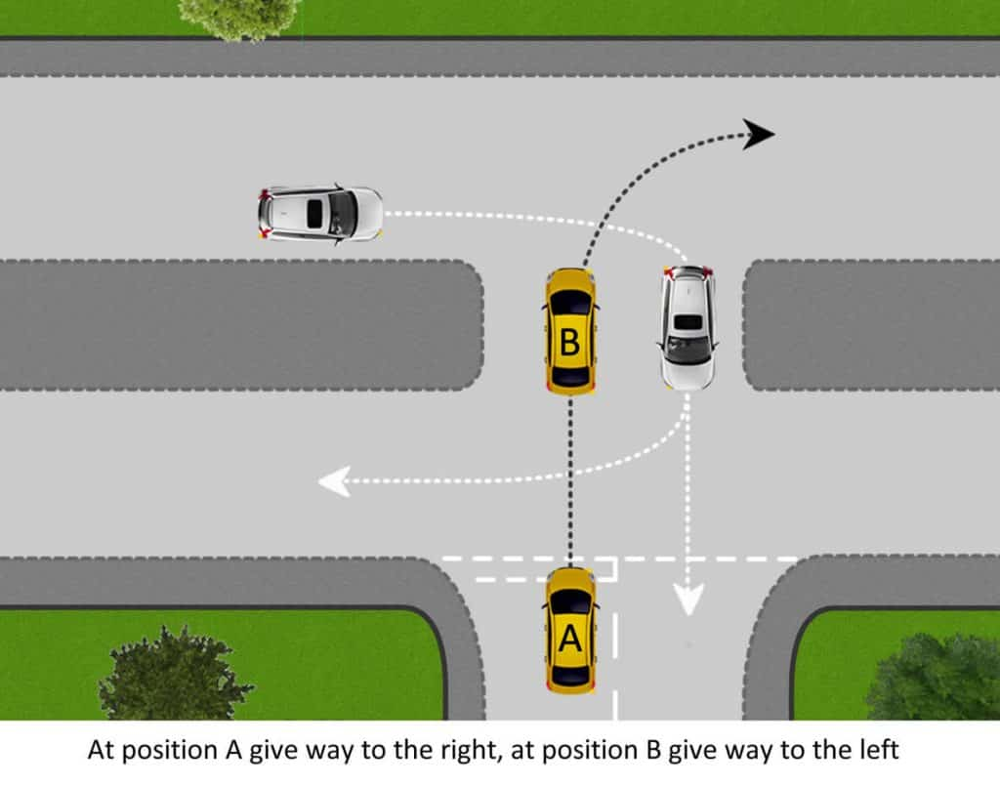 B
A
At position A give way to the right, at position B give way to the left